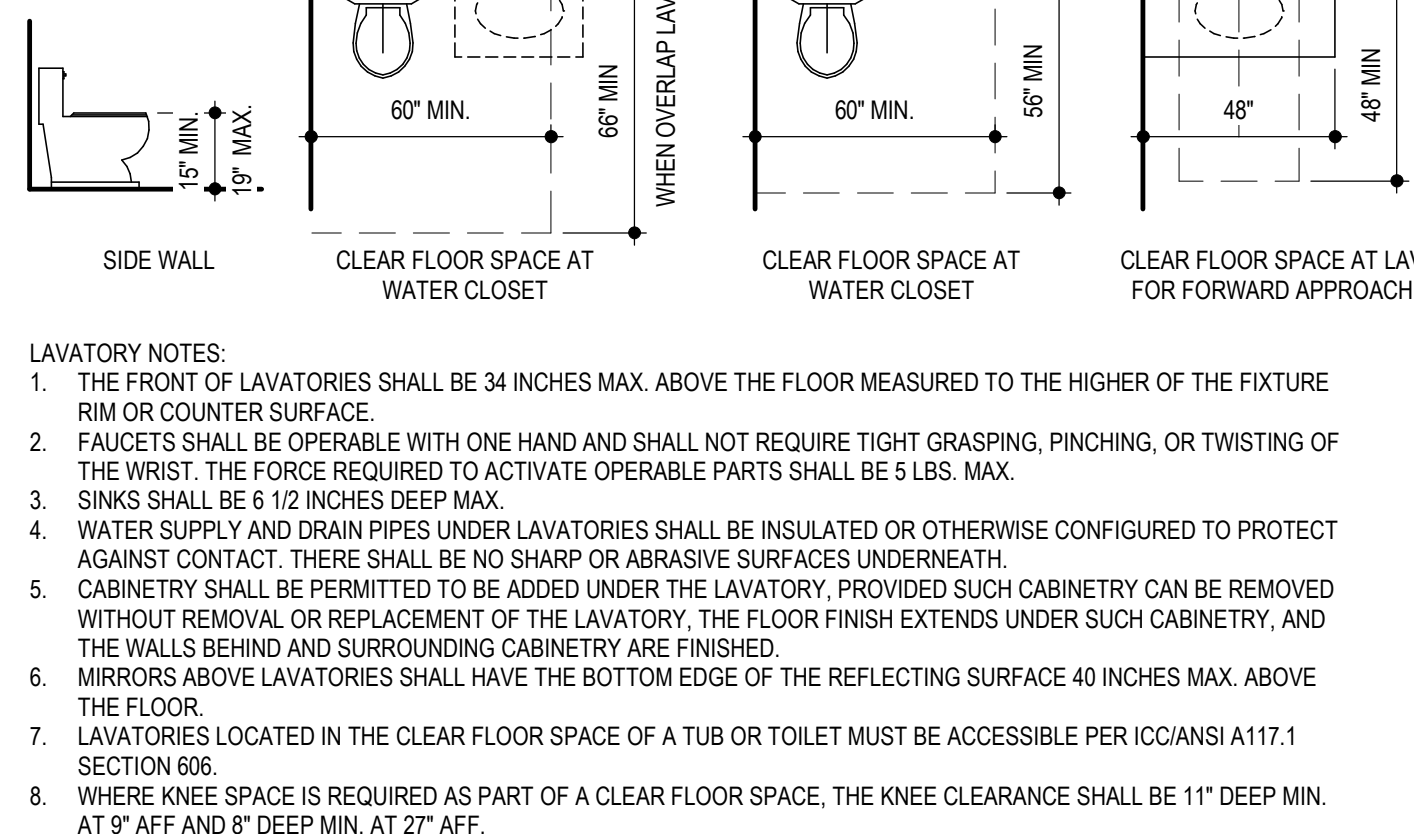 15" MIN.
19" MAX.
60" MIN.
66" MIN
WHEN OVERLAP LAV
60" MIN.
56" MIN
48"
48" MIN
SIDE WALL
CLEAR FLOOR SPACE AT
WATER CLOSET
CLEAR FLOOR SPACE AT
WATER CLOSET
CLEAR FLOOR SPACE AT LAV
FOR FORWARD APPROACH
LAVATORY NOTES:
1. THE FRONT OF LAVATORIES SHALL BE 34 INCHES MAX. ABOVE THE FLOOR MEASURED TO THE HIGHER OF THE FIXTURE
RIM OR COUNTER SURFACE.
2. FAUCETS SHALL BE OPERABLE WITH ONE HAND AND SHALL NOT REQUIRE TIGHT GRASPING, PINCHING, OR TWISTING OF
THE WRIST. THE FORCE REQUIRED TO ACTIVATE OPERABLE PARTS SHALL BE 5 LBS. MAX.
3. SINKS SHALL BE 6 1/2 INCHES DEEP MAX.
4. WATER SUPPLY AND DRAIN PIPES UNDER LAVATORIES SHALL BE INSULATED OR OTHERWISE CONFIGURED TO PROTECT
AGAINST CONTACT. THERE SHALL BE NO SHARP OR ABRASIVE SURFACES UNDERNEATH.
5. CABINETRY SHALL BE PERMITTED TO BE ADDED UNDER THE LAVATORY, PROVIDED SUCH CABINETRY CAN BE REMOVED
WITHOUT REMOVAL OR REPLACEMENT OF THE LAVATORY, THE FLOOR FINISH EXTENDS UNDER SUCH CABINETRY, AND
THE WALLS BEHIND AND SURROUNDING CABINETRY ARE FINISHED.
6. MIRRORS ABOVE LAVATORIES SHALL HAVE THE BOTTOM EDGE OF THE REFLECTING SURFACE 40 INCHES MAX. ABOVE
THE FLOOR.
7. LAVATORIES LOCATED IN THE CLEAR FLOOR SPACE OF A TUB OR TOILET MUST BE ACCESSIBLE PER ICC/ANSI A117.1
SECTION 606.
8. WHERE KNEE SPACE IS REQUIRED AS PART OF A CLEAR FLOOR SPACE, THE KNEE CLEARANCE SHALL BE 11" DEEP MIN.
AT 9" AFF AND 8" DEEP MIN. AT 27" AFF.